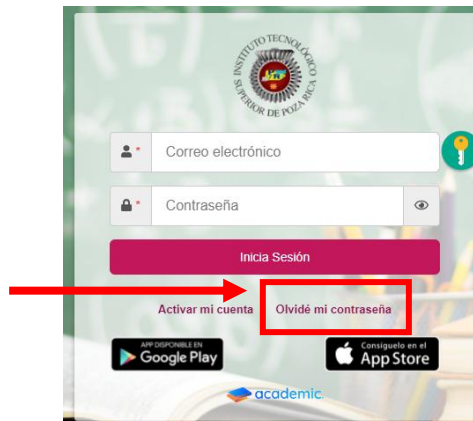 INSTITUTO TECNOLÓGICO
SUPERIOR DE POZA RICA
* Correo electrónico
* Contraseña
Inicia Sesión
Activar mi cuenta Olvidé mi contraseña
APP DISPONIBLE EN
Google Play
Consíguelo en el
App Store
academic